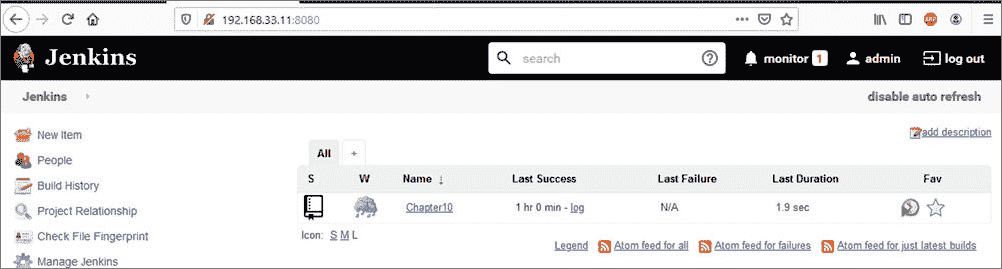 192.168.33.11:8080
Jenkins search monitor 1 admin log out
Jenkins disable auto refresh
New Item
People
Build History
Project Relationship
Check File Fingerprint
Manage Jenkins
add description
All +
S W Name ↓ Last Success Last Failure Last Duration Fav
Chapter10 1 hr 0 min - log N/A 1.9 sec
Icon: S M L
Legend Atom feed for all Atom feed for failures Atom feed for just latest builds